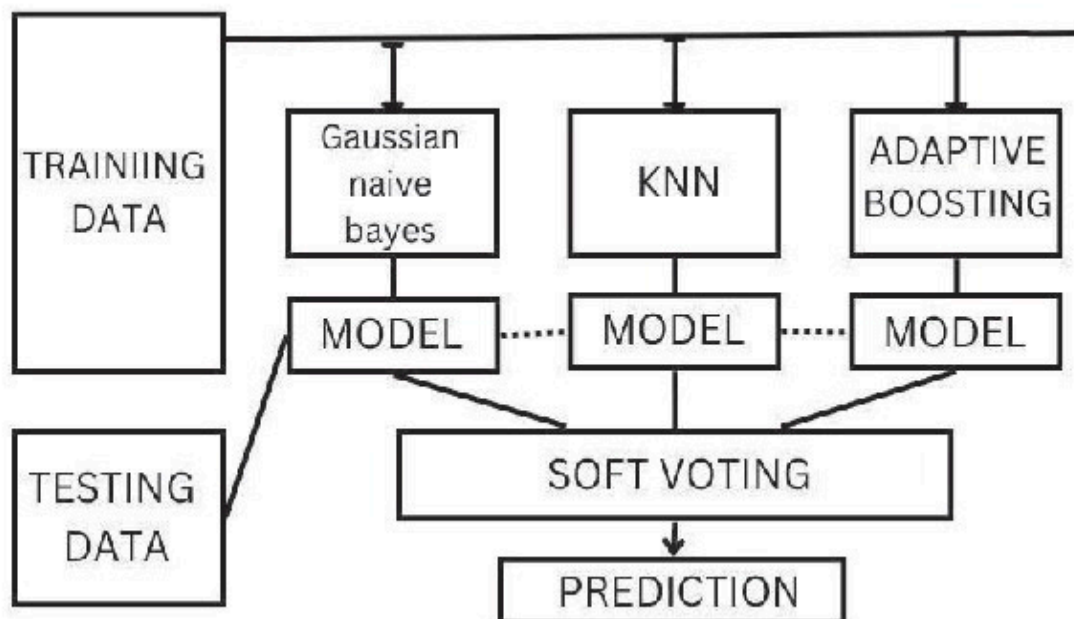 TRAINIING
DATA
Gaussian
naive
bayes
KNN
ADAPTIVE
BOOSTING
MODEL
MODEL
MODEL
TESTING
DATA
SOFT VOTING
PREDICTION